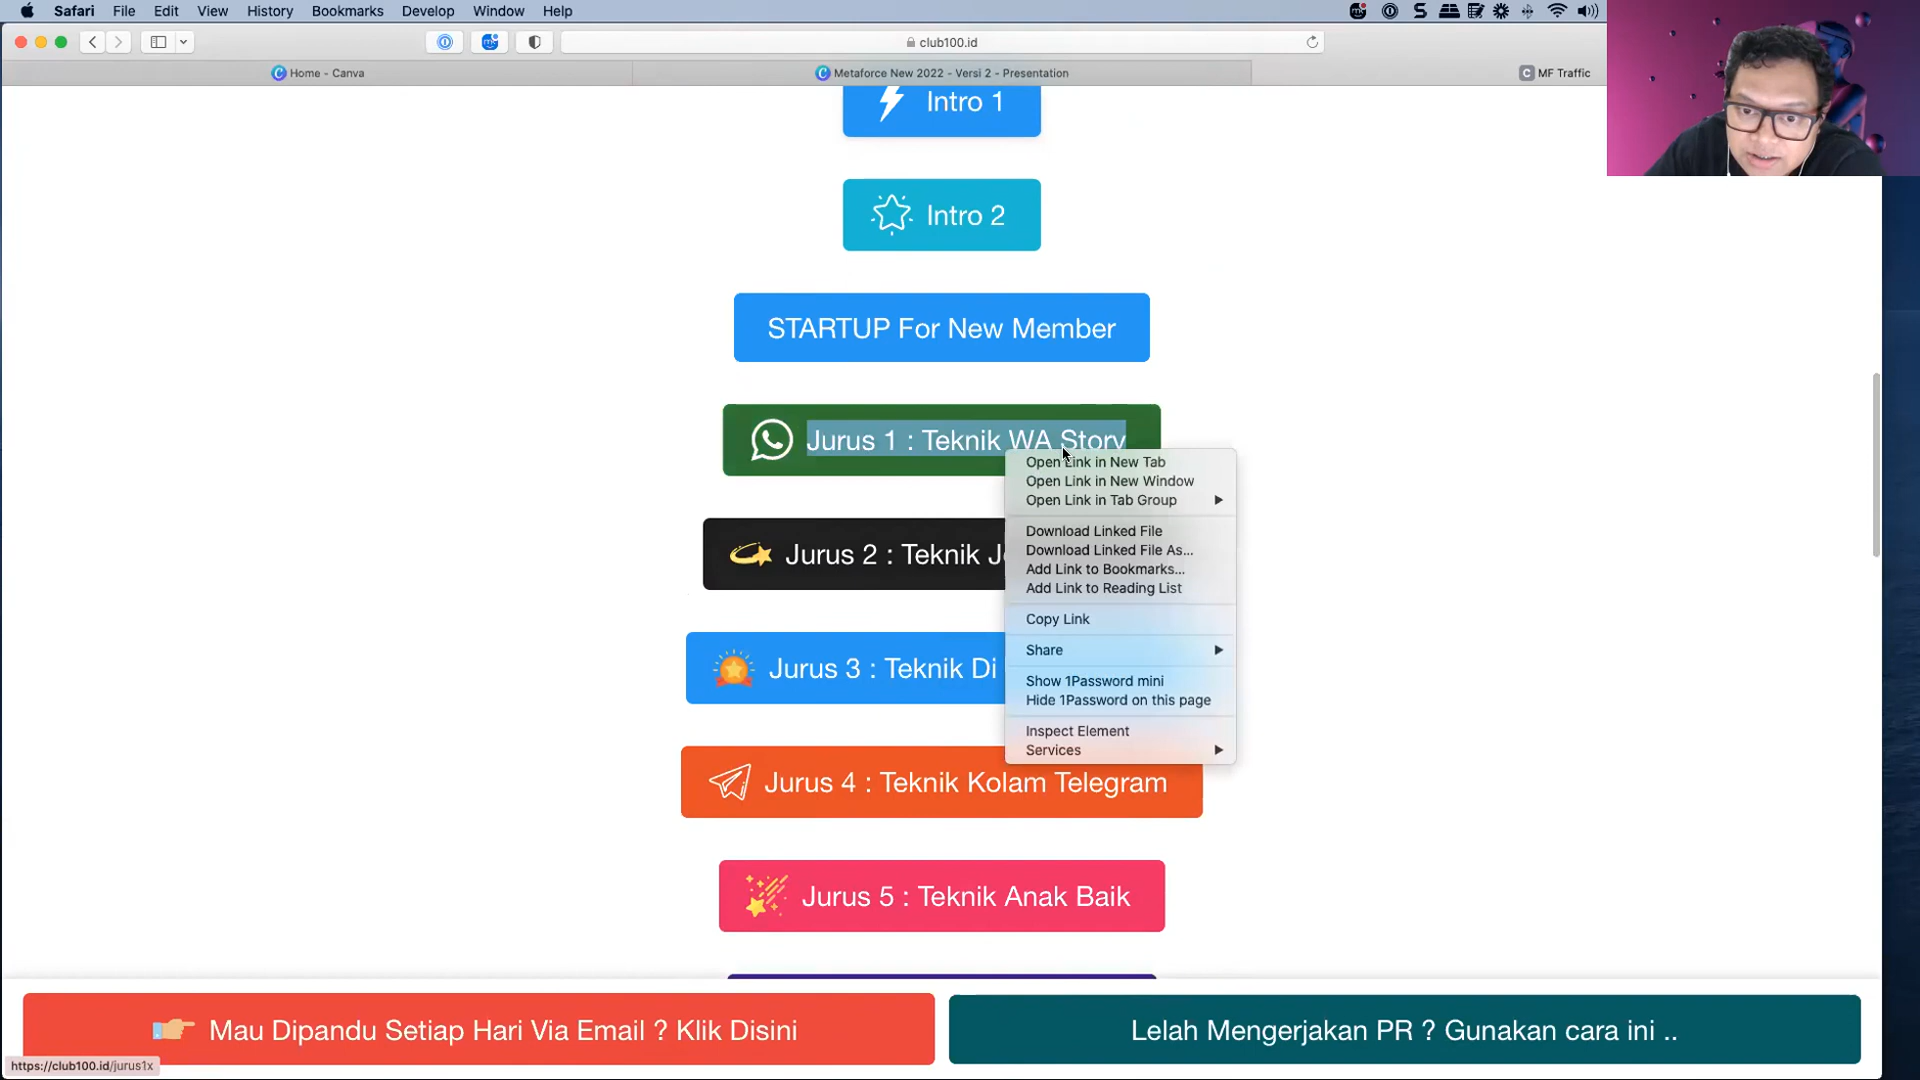 Safari File Edit View History Bookmarks Develop Window Help
club100.id
Home - Canva
Metaforce New 2022 - Versi 2 - Presentation
MF Traffic
Intro 1
Intro 2
STARTUP For New Member
Jurus 1 : Teknik WA Story
Open Link in New Tab
Open Link in New Window
Open Link in Tab Group
Download Linked File
Download Linked File As...
Add Link to Bookmarks...
Add Link to Reading List
Copy Link
Share
Show 1Password mini
Hide 1Password on this page
Inspect Element
Services
Jurus 2 : Teknik
Jurus 3 : Teknik Di
Jurus 4 : Teknik Kolam Telegram
Jurus 5 : Teknik Anak Baik
Mau Dipandu Setiap Hari Via Email ? Klik Disini
Lelah Mengerjakan PR ? Gunakan cara ini ..
https://club100.id/jurus1x